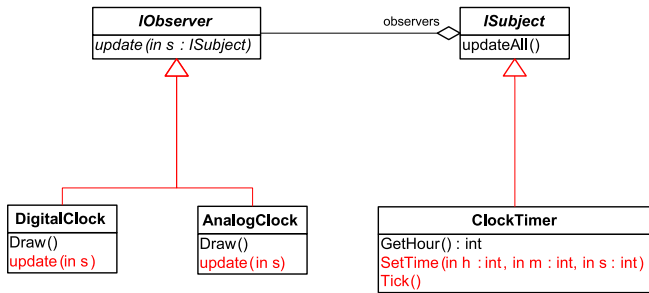 IObserver
update(in s : ISubject)
observers
ISubject
updateAll()
DigitalClock
Draw()
update(in s)
AnalogClock
Draw()
update(in s)
ClockTimer
GetHour() : int
SetTime(in h : int, in m : int, in s : int)
Tick()